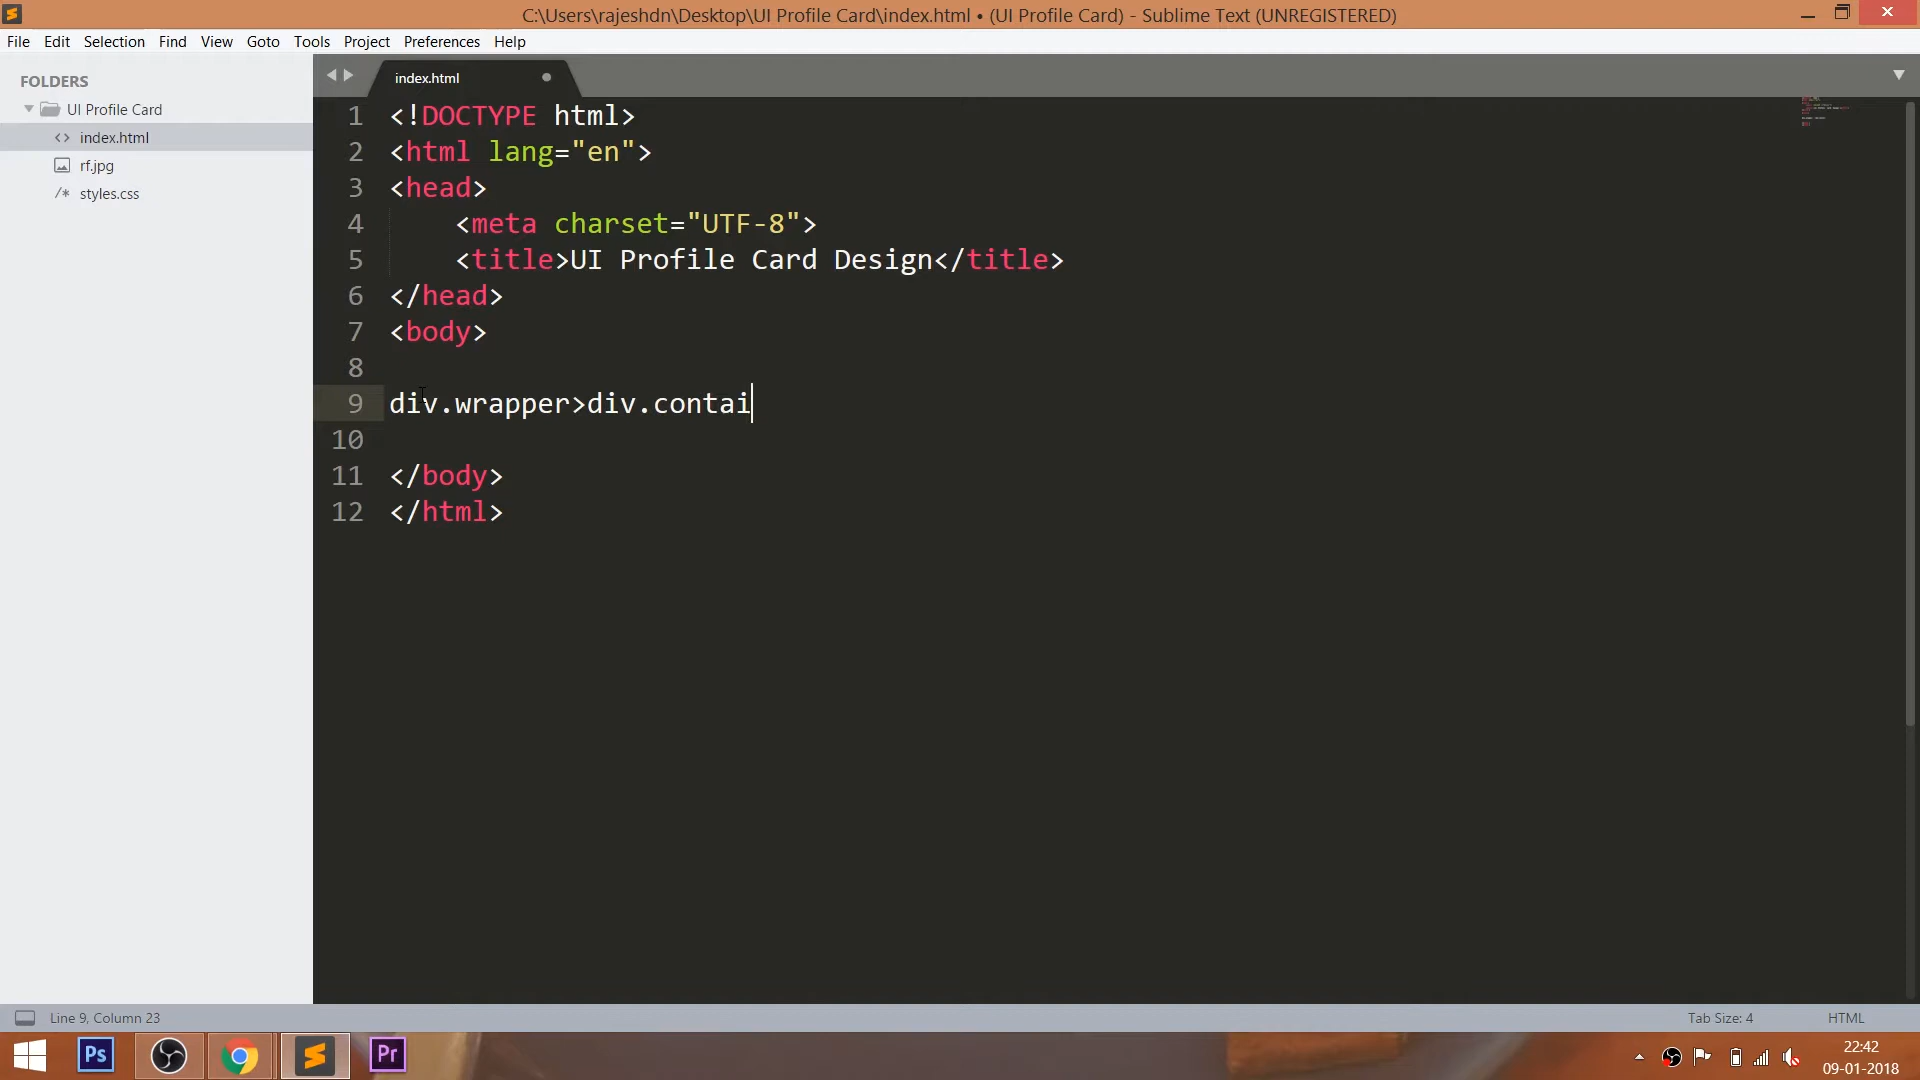 C:\Users\rajeshdn\Desktop\UI Profile Card\index.html • (UI Profile Card) - Sublime Text (UNREGISTERED)
File Edit Selection Find View Goto Tools Project Preferences Help
FOLDERS
UI Profile Card
<> index.html
rf.jpg
/* styles.css
index.html
1 <!DOCTYPE html>
2 <html lang="en">
3 <head>
4 <meta charset="UTF-8">
5 <title>UI Profile Card Design</title>
6 </head>
7 <body>
8
9 div.wrapper>div.contai
10
11 </body>
12 </html>
Line 9, Column 23
Tab Size: 4
HTML
Ps
Pr
22:42
09-01-2018